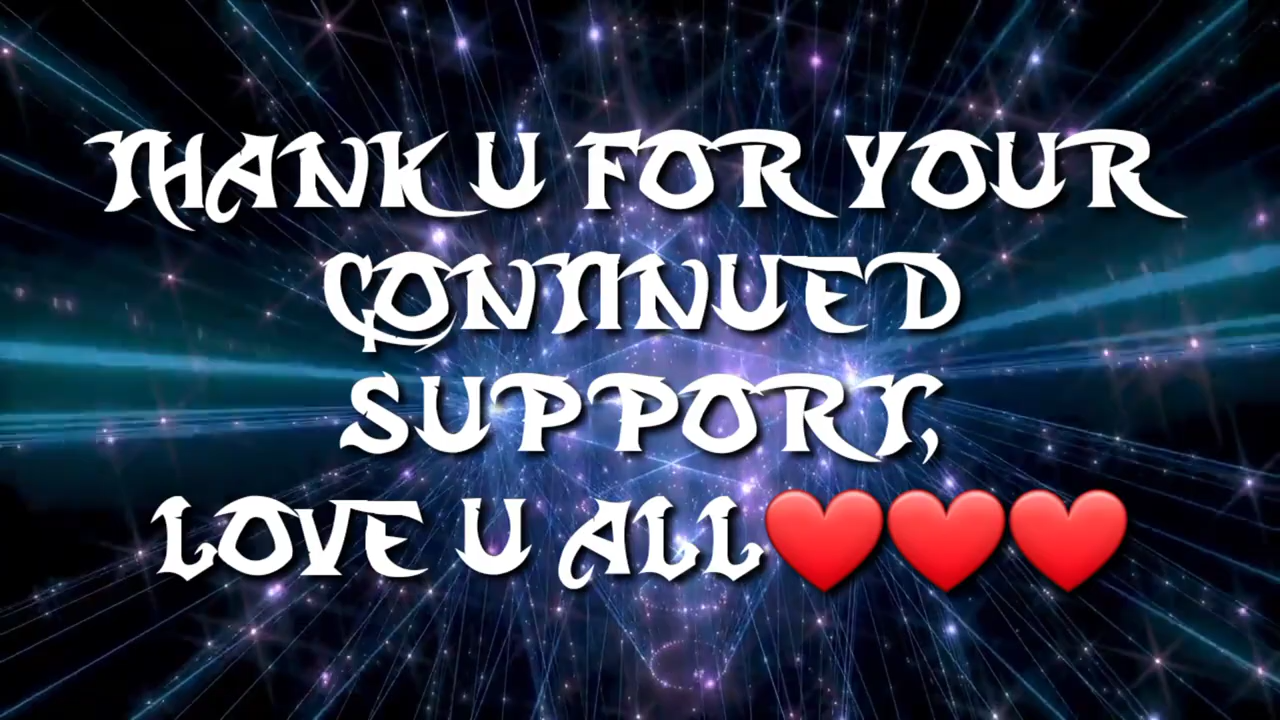 THANK U FOR YOUR
CONTINUED
SUPPORT,
LOVE U ALL❤️❤️❤️